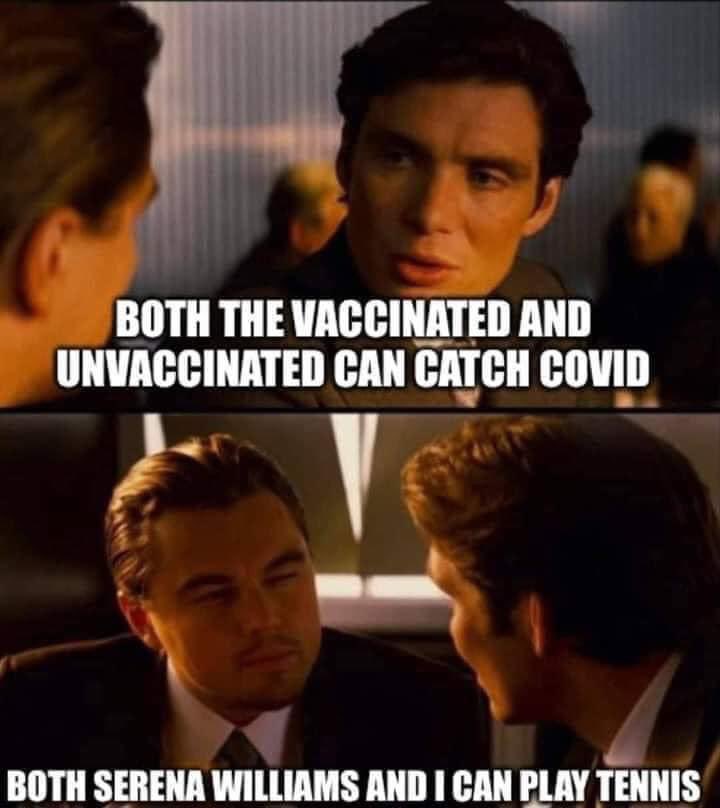 BOTH THE VACCINATED AND
UNVACCINATED CAN CATCH COVID
BOTH SERENA WILLIAMS AND I CAN PLAY TENNIS